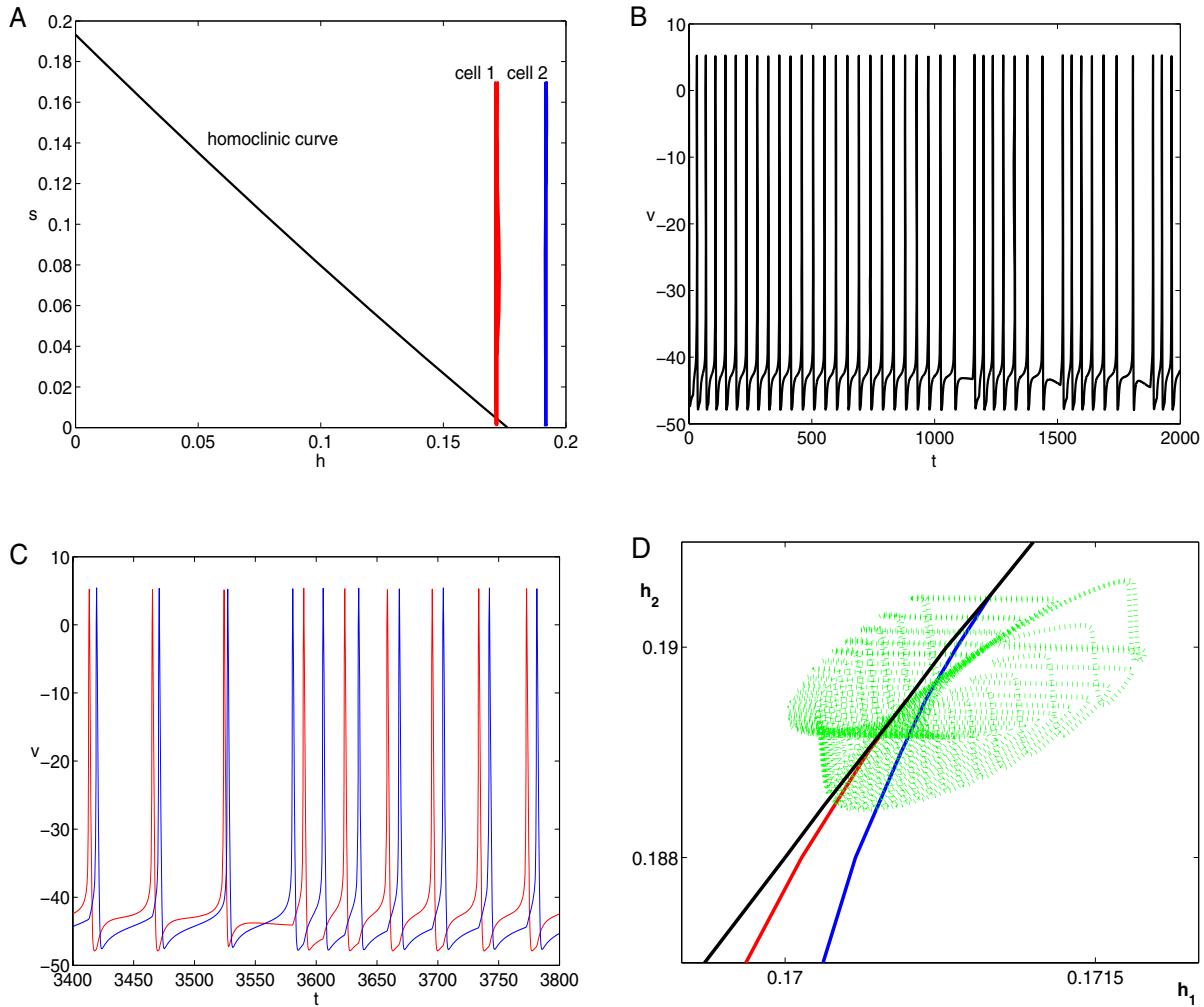 A
0.2
0.18
0.16
0.14
0.12
s
0.1
0.08
0.06
0.04
0.02
0
cell 1 cell 2
homoclinic curve
0 0.05 0.1 0.15 0.2
h
B
10
0
−10
v
−20
−30
−40
−50
0 500 1000 1500 2000
t
C
10
0
−10
v
−20
−30
−40
−50
3400 3450 3500 3550 3600 3650 3700 3750 3800
t
D
h2
0.19
0.188
0.17 0.1715
h1